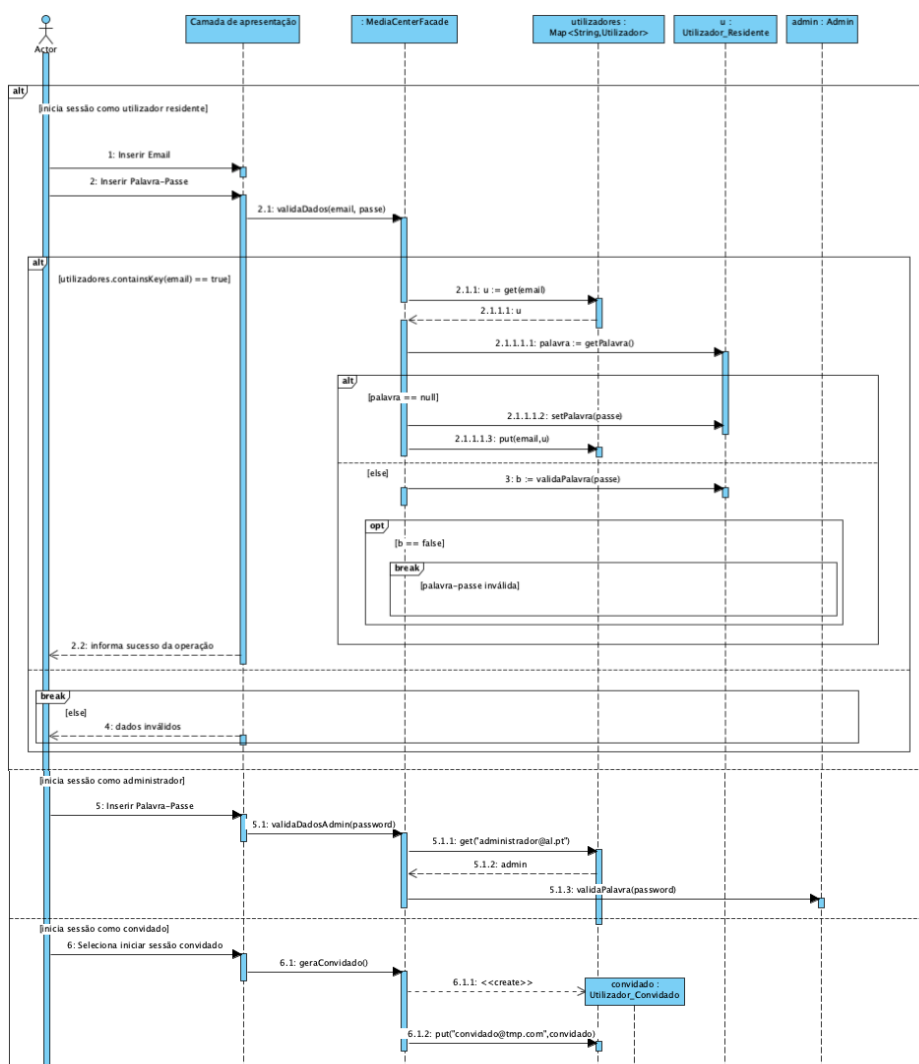 Actor
Camada de apresentação
: MediaCenterFacade
utilizadores :
Map<String,Utilizador>
u :
Utilizador_Residente
admin : Admin
alt
[inicia sessão como utilizador residente]
1: Inserir Email
2: Inserir Palavra-Passe
2.1: validaDados(email, passe)
alt
[utilizadores.containsKey(email) == true]
2.1.1: u := get(email)
2.1.1.1: u
2.1.1.1.1: palavra := getPalavra()
alt
[palavra == null]
2.1.1.1.2: setPalavra(passe)
2.1.1.1.3: put(email,u)
[else]
3: b := validaPalavra(passe)
opt
[b == false]
break
[palavra-passe inválida]
2.2: informa sucesso da operação
break
[else]
4: dados inválidos
[inicia sessão como administrador]
5: Inserir Palavra-Passe
5.1: validaDadosAdmin(password)
5.1.1: get("administrador@al.pt")
5.1.2: admin
5.1.3: validaPalavra(password)
[inicia sessão como convidado]
6: Seleciona iniciar sessão convidado
6.1: geraConvidado()
6.1.1: <<create>>
convidado :
Utilizador_Convidado
6.1.2: put("convidado@tmp.com",convidado)